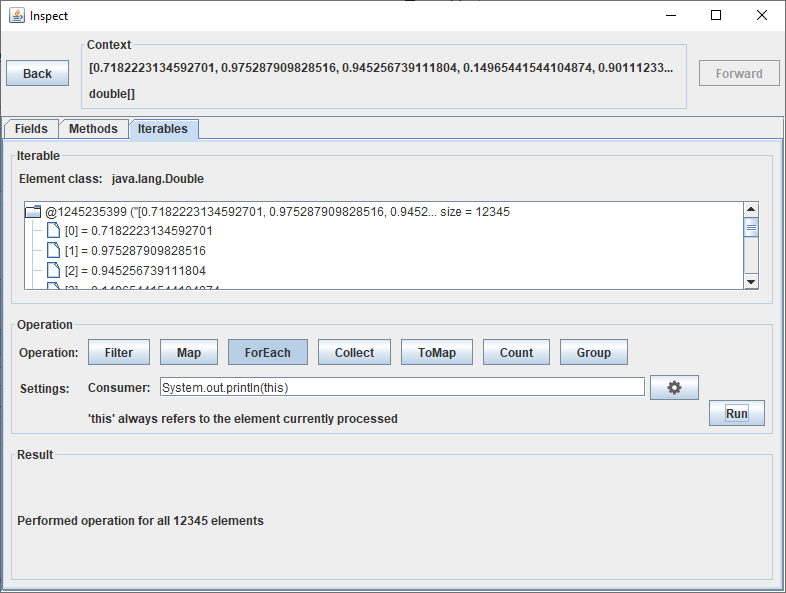 Inspect
Context
[0.7182223134592701, 0.975287909828516, 0.945256739111804, 0.14965441544104874, 0.90111233...
double[]
Back
Forward
Fields Methods Iterables
Iterable
Element class: java.lang.Double
@1245235399 ("[0.7182223134592701, 0.975287909828516, 0.9452... size = 12345
[0] = 0.7182223134592701
[1] = 0.975287909828516
[2] = 0.945256739111804
[3] = 0.14965441544104874
Operation
Operation: Filter Map ForEach Collect ToMap Count Group
Settings: Consumer: System.out.println(this)
'this' always refers to the element currently processed
Run
Result
Performed operation for all 12345 elements